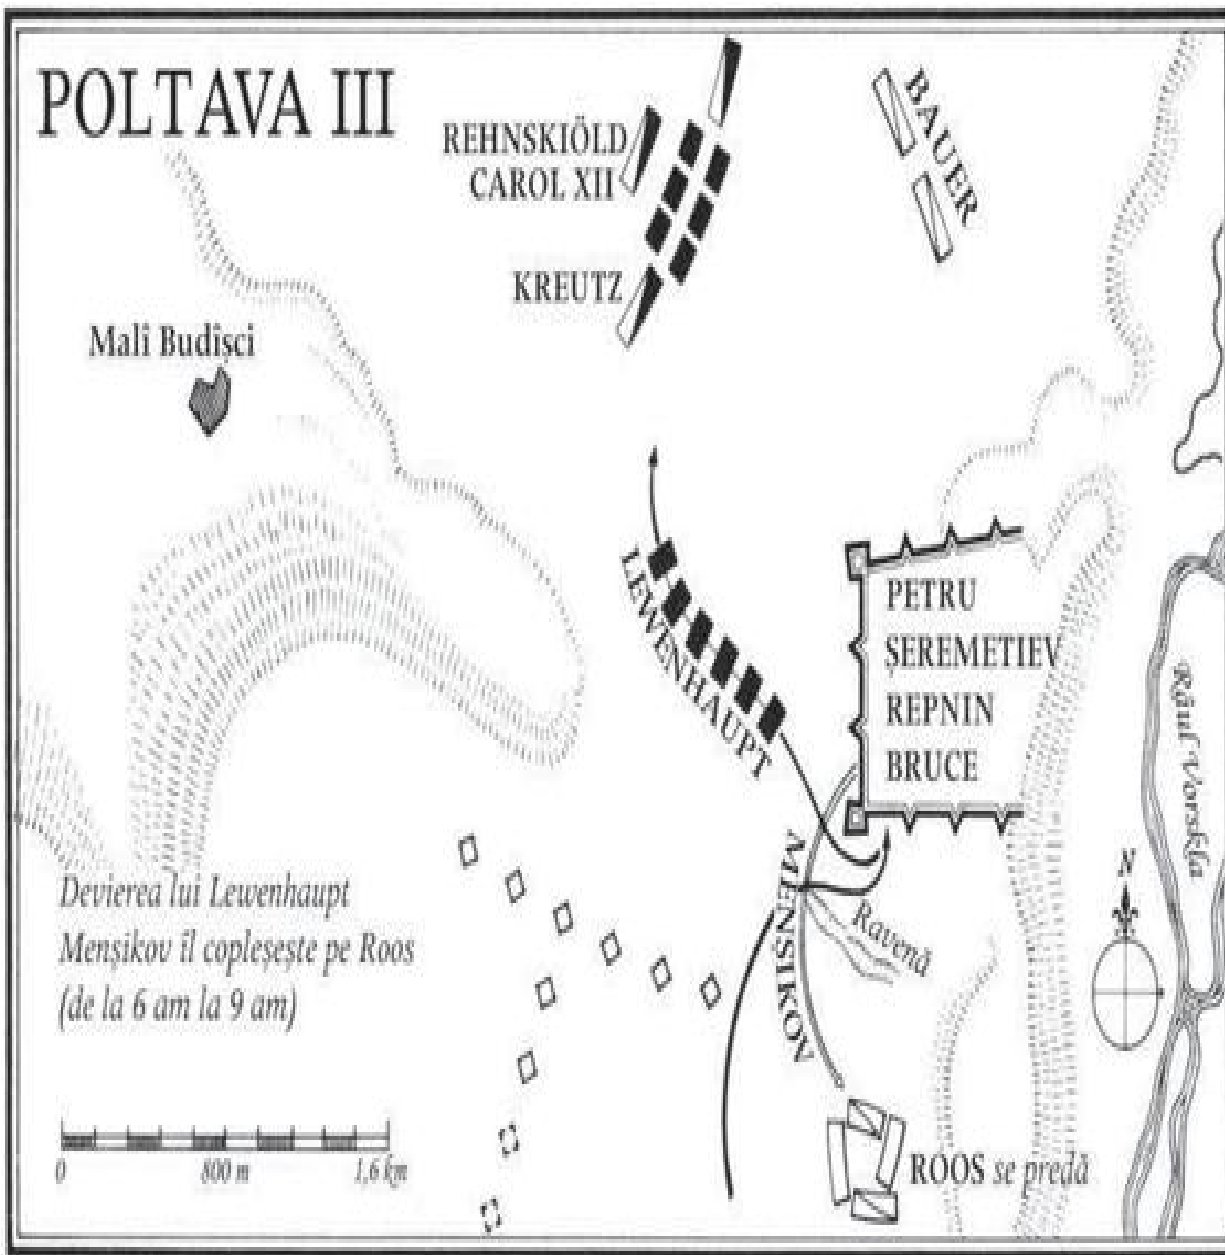 POLTAVA III
REHNSKIÖLD
CAROL XII
KREUTZ
BAUER
Malî Budîșci
LEWENHAUPT
PETRU
ȘEREMETIEV
REPNIN
BRUCE
Râul Vorskla
MENȘIKOV
Ravenă
N
Devierea lui Lewenhaupt
Menșikov îl copleșește pe Roos
(de la 6 am la 9 am)
0 800 m 1,6 km
ROOS se predă